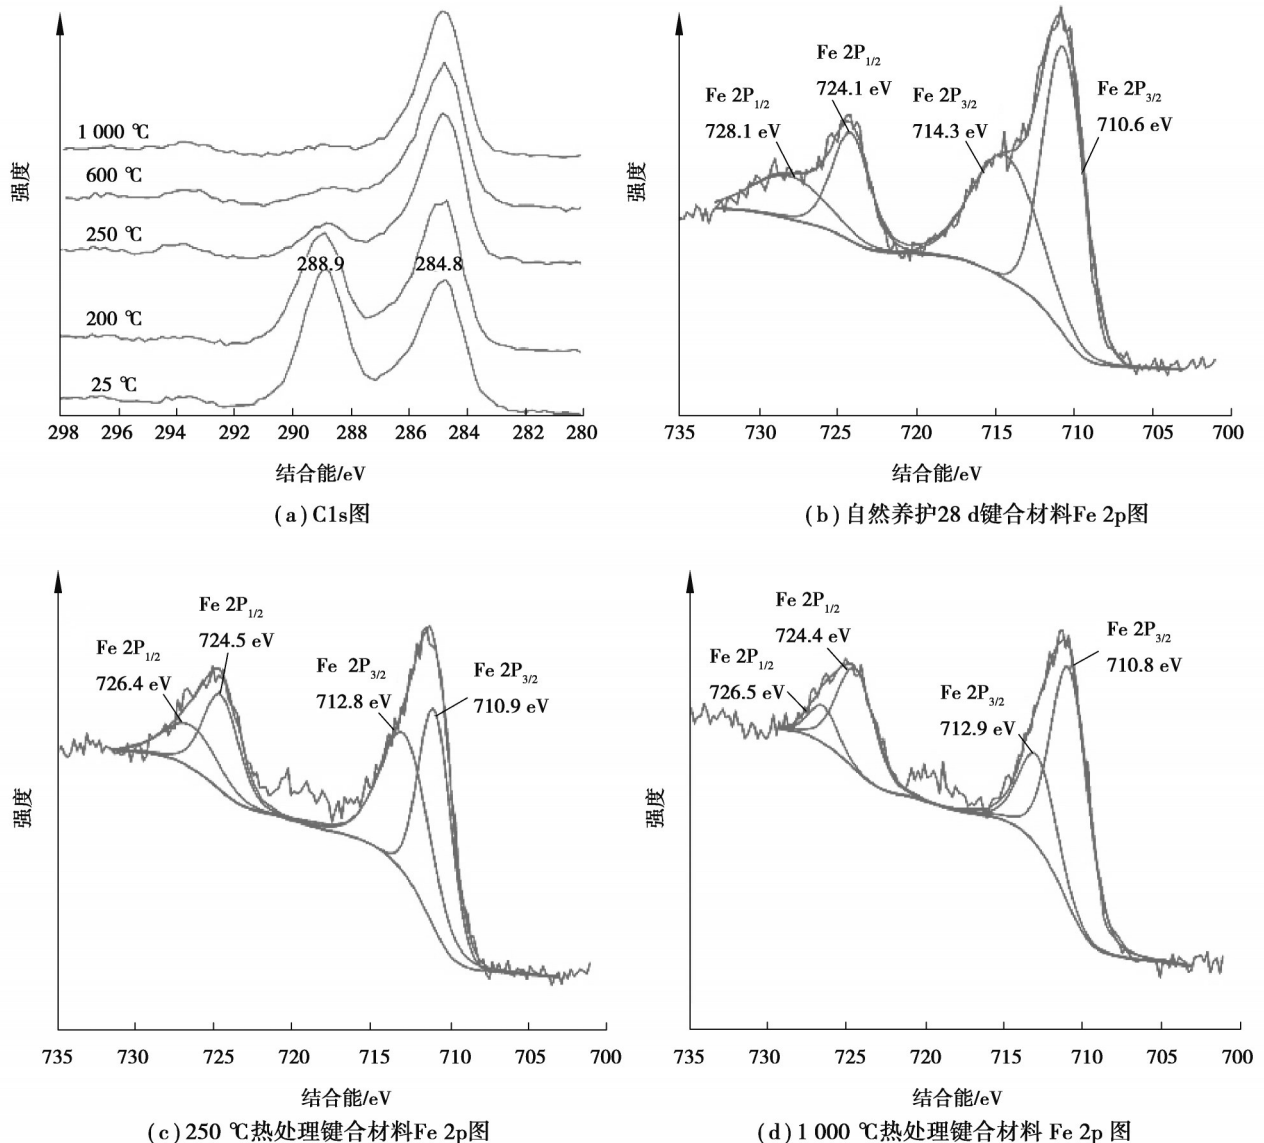 强度
1 000 ℃
600 ℃
250 ℃
200 ℃
25 ℃
288.9
284.8
298 296 294 292 290 288 286 284 282 280
结合能/eV
(a) C1s图
强度
Fe 2P1/2
728.1 eV
Fe 2P1/2
724.1 eV
Fe 2P3/2
714.3 eV
Fe 2P3/2
710.6 eV
735 730 725 720 715 710 705 700
结合能/eV
(b) 自然养护28 d键合材料Fe 2p图
强度
Fe 2P1/2
726.4 eV
Fe 2P1/2
724.5 eV
Fe 2P3/2
712.8 eV
Fe 2P3/2
710.9 eV
735 730 725 720 715 710 705 700
结合能/eV
(c) 250 ℃热处理键合材料Fe 2p图
强度
Fe 2P1/2
726.5 eV
Fe 2P1/2
724.4 eV
Fe 2P3/2
712.9 eV
Fe 2P3/2
710.8 eV
735 730 725 720 715 710 705 700
结合能/eV
(d) 1 000 ℃热处理键合材料 Fe 2p 图